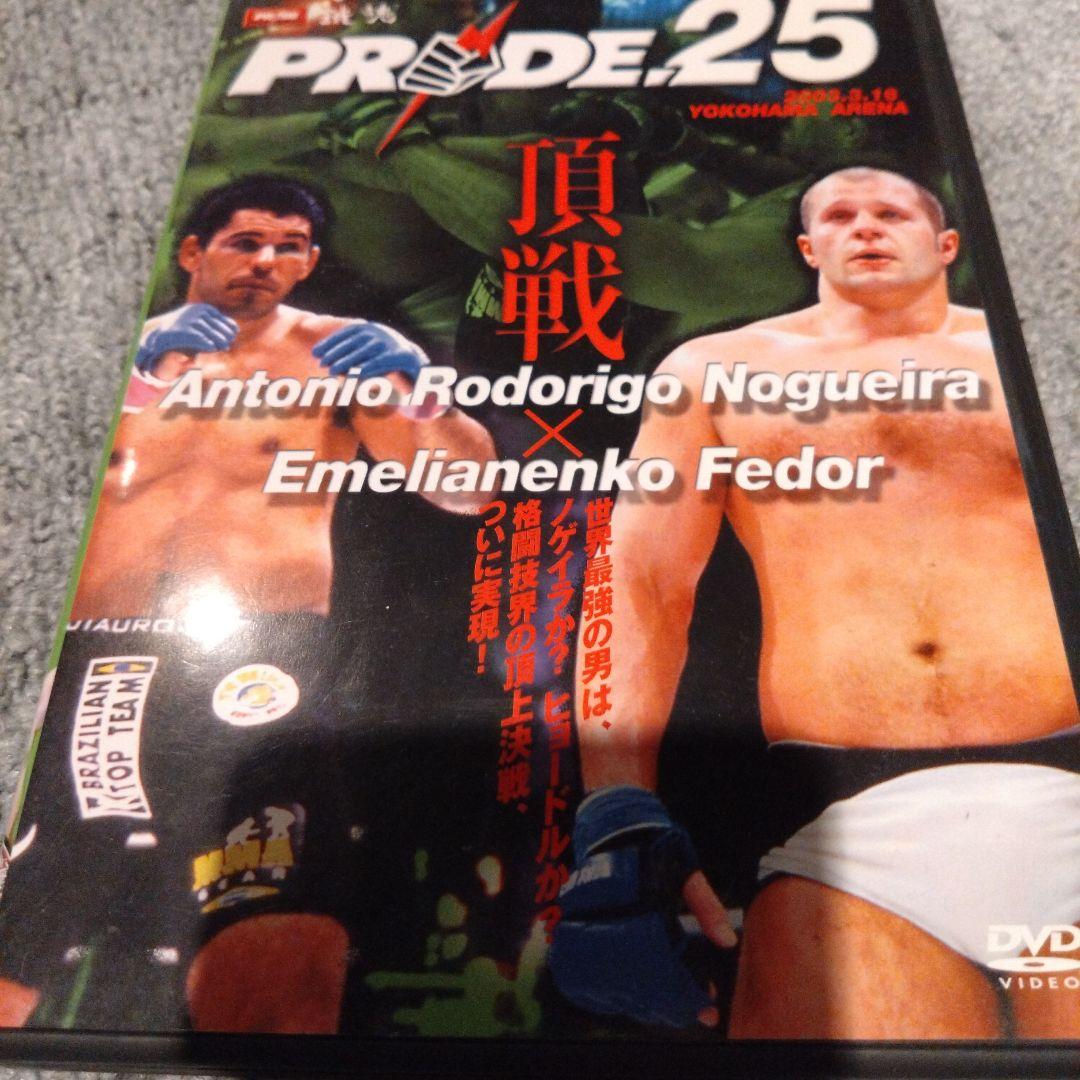 PRIDE.25
2003.3.16
YOKOHAMA ARENA
頂戦
Antonio Rodorigo Nogueira
×
Emelianenko Fedor
世界最強の男は、
ノゲイラか？ ヒョードルか？
格闘技界の頂上決戦、
ついに実現！
BRAZILIAN
TOP TEAM
DVD
VIDEO